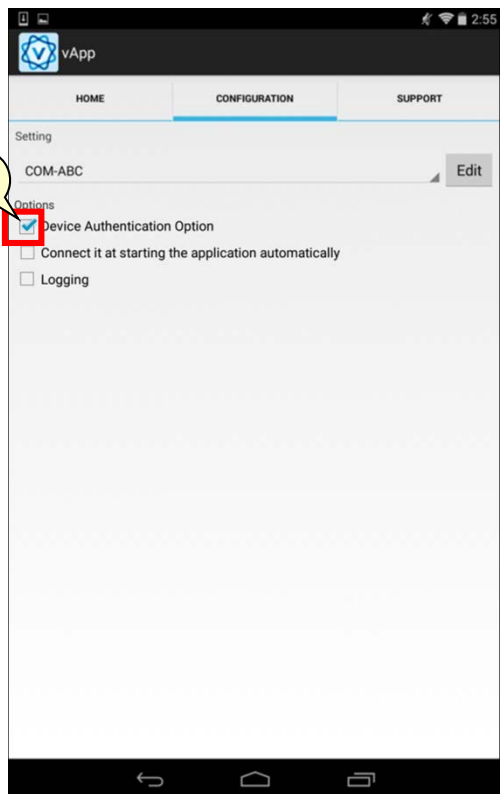 2:55
vApp
HOME CONFIGURATION SUPPORT
Setting
COM-ABC Edit
Options
Device Authentication Option
Connect it at starting the application automatically
Logging